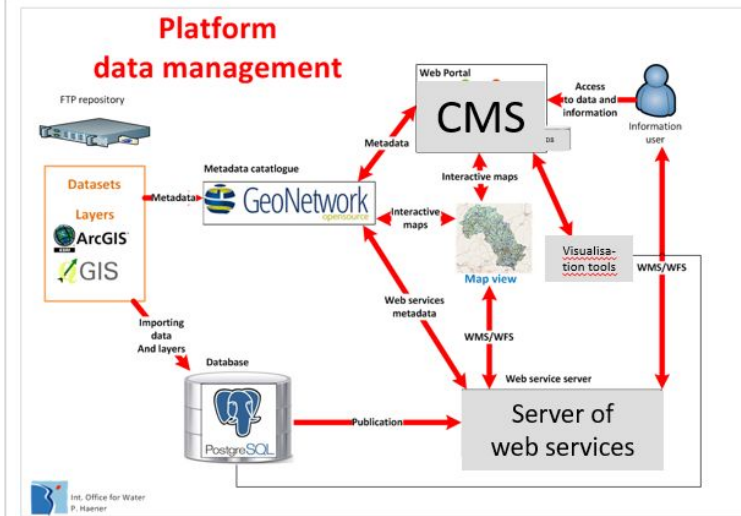 Platform
data management
FTP repository
Datasets
Layers
ArcGIS
QGIS
Metadata
Metadata catatlogue
GeoNetwork
opensource
Metadata
Web Portal
CMS
Access
to data and
information
Information
user
Interactive maps
Interactive
maps
Map view
Visualisa-
tion tools
WMS/WFS
Web services
metadata
WMS/WFS
Importing
data
And layers
Database
PostgreSQL
Publication
Web service server
Server of
web services
Int. Office for Water
P. Haener